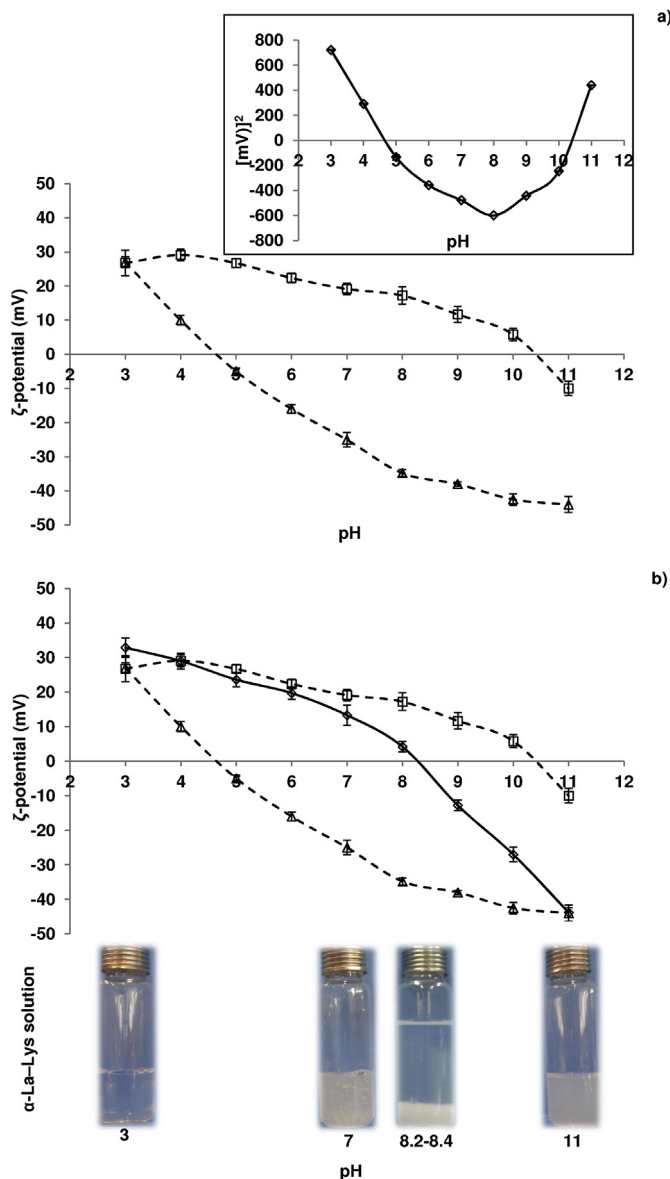 a)
800
600
400
200
0
-200
-400
-600
-800
[mV)]²
2 3 4 5 6 7 8 9 10 11 12
pH
50
40
30
20
10
0
-10
-20
-30
-40
-50
ζ-potential (mV)
2 3 4 5 6 7 8 9 10 11 12
pH
b)
50
40
30
20
10
0
-10
-20
-30
-40
-50
ζ-potential (mV)
2 3 4 5 6 7 8 9 10 11 12
α-La–Lys solution
3 7 8.2-8.4 11
pH